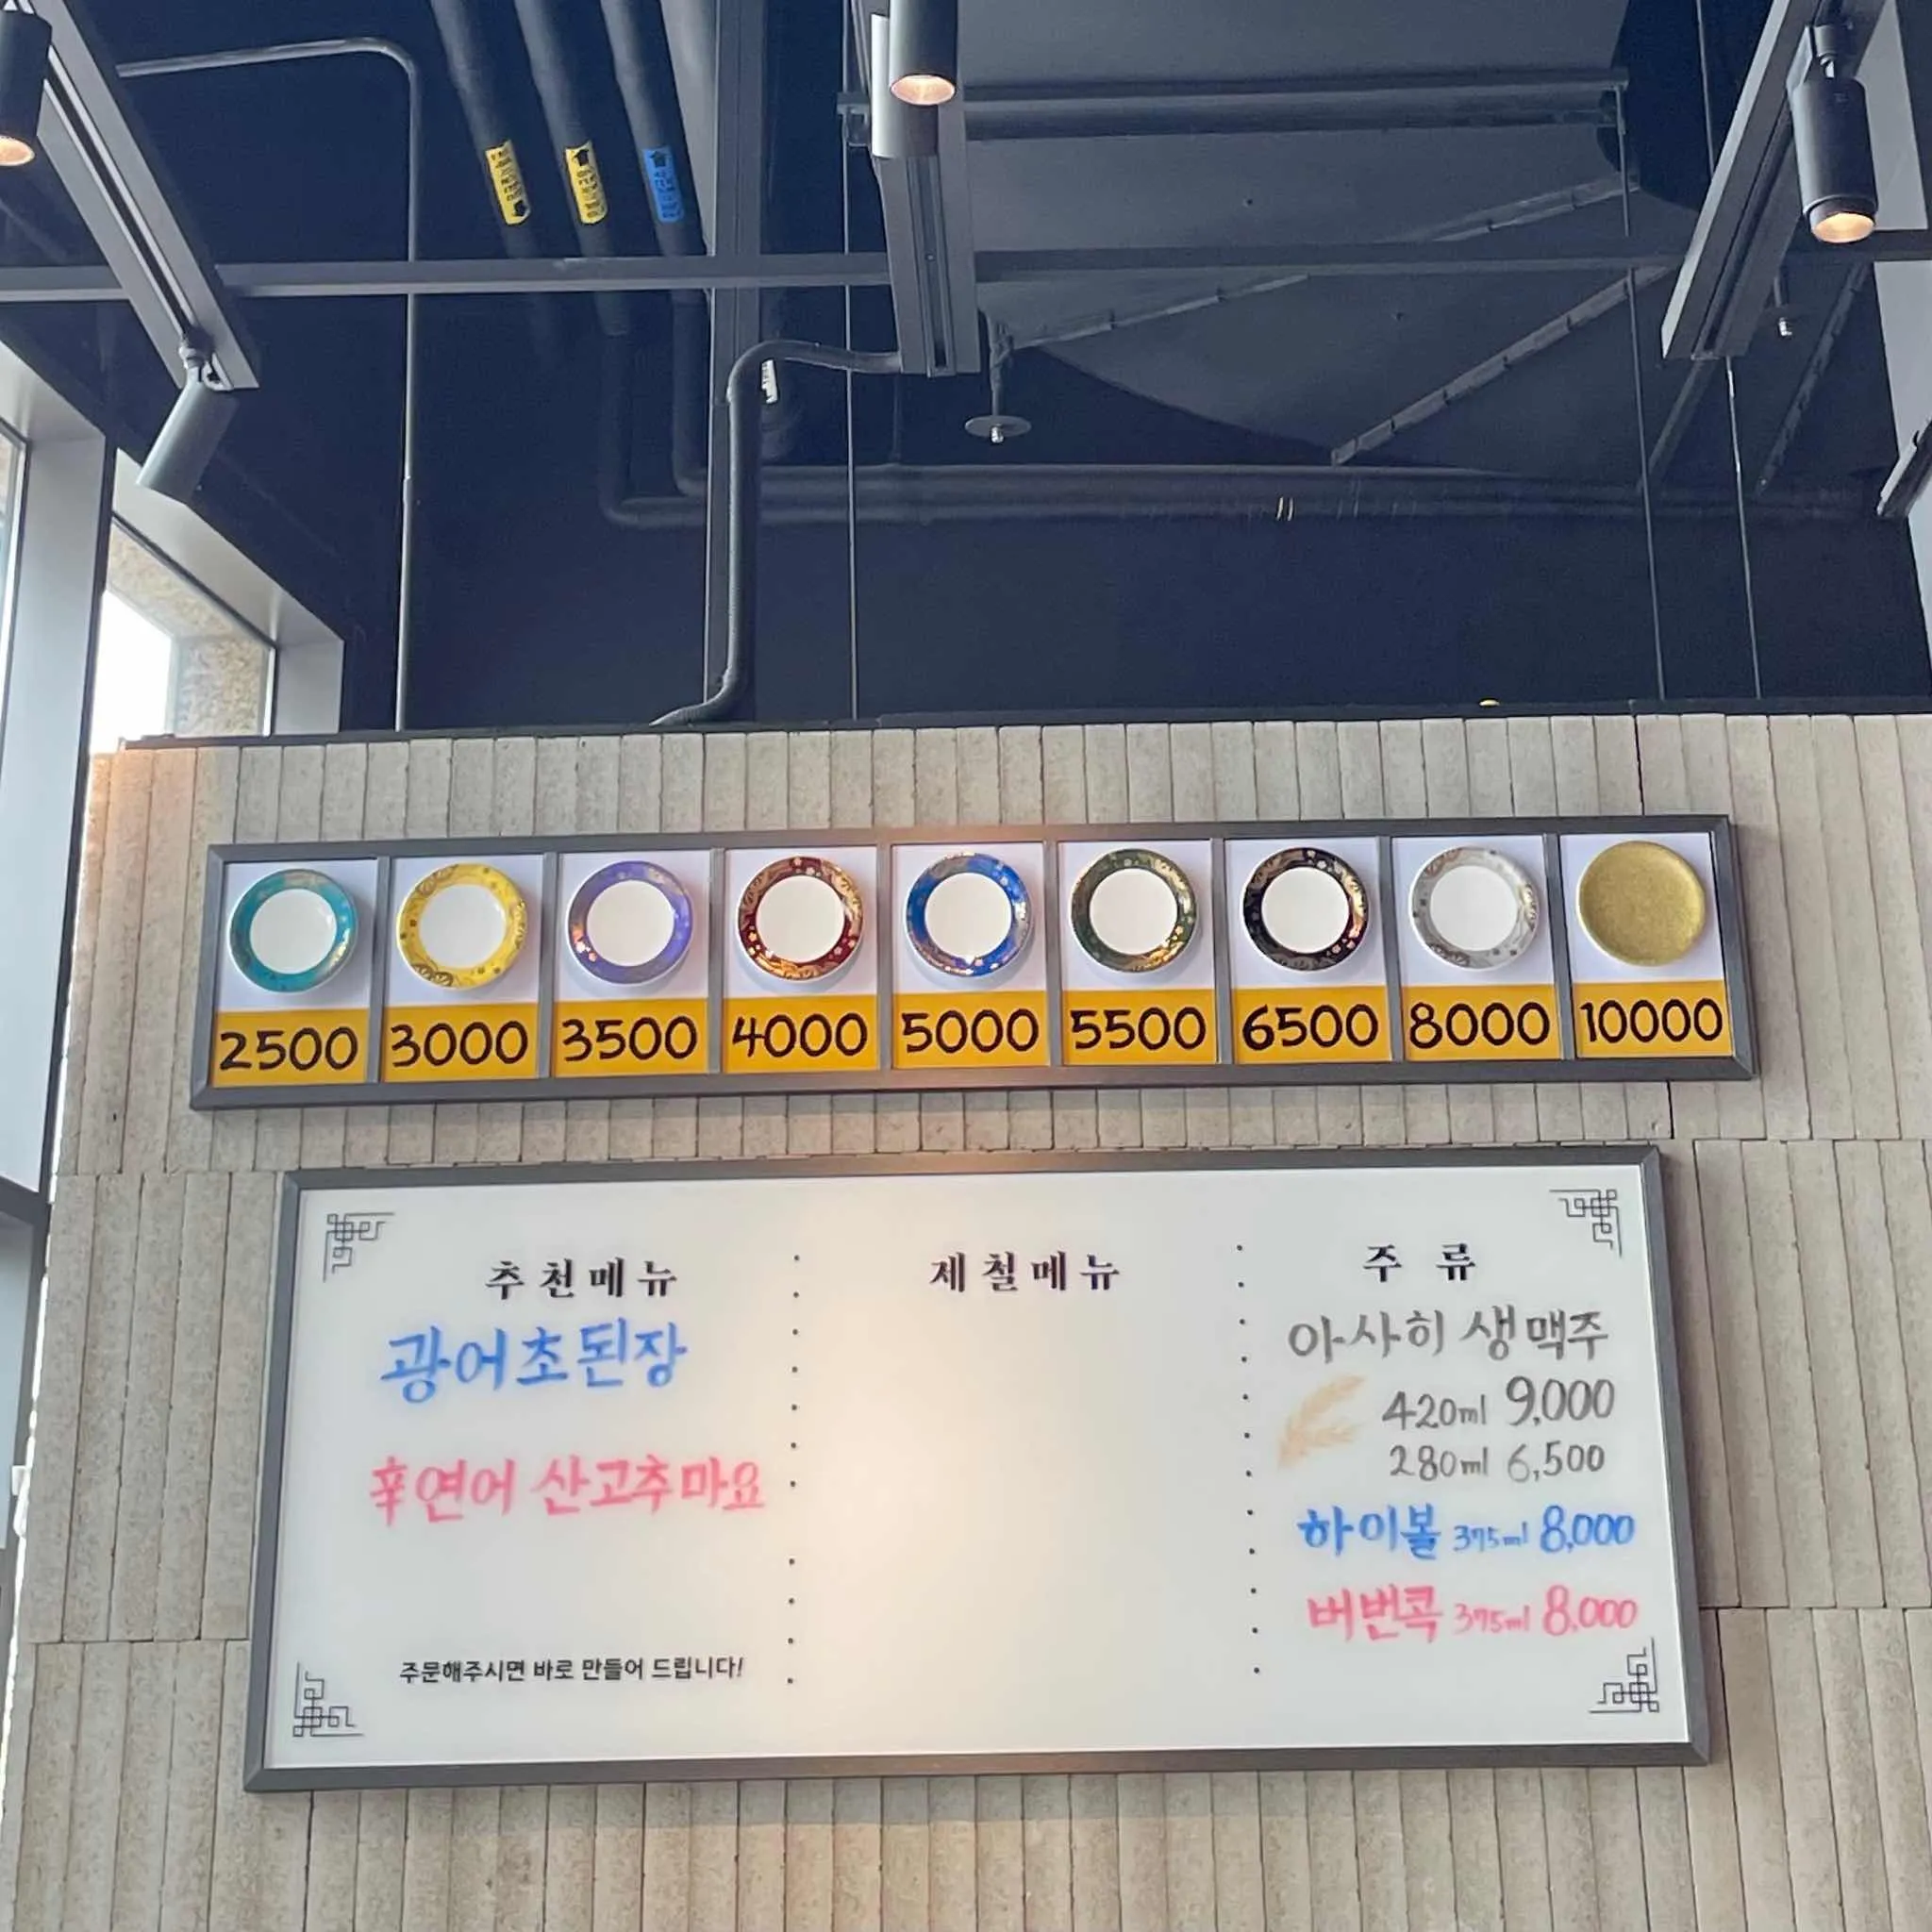 2500 3000 3500 4000 5000 5500 6500 8000 10000
추천메뉴
광어초된장
辛연어 산고추마요
주문해주시면 바로 만들어 드립니다!
제철메뉴
주류
아사히 생맥주
420ml 9,000
280ml 6,500
하이볼 375ml 8,000
버번콕 375ml 8,000